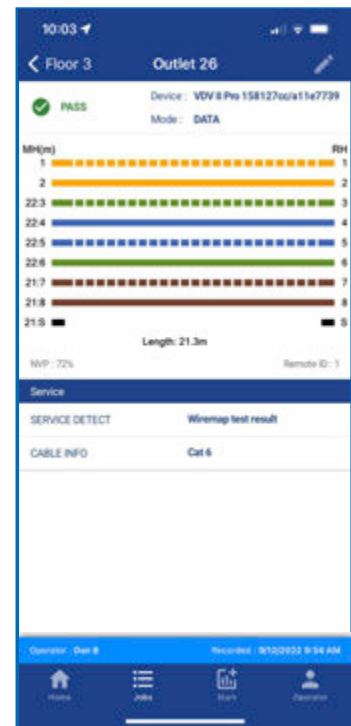 10:03
Floor 3 Outlet 26
PASS
Device: VDV II Pro 158127cc/a11e7739
Mode: DATA
MH(m) RH
1 1
2 2
22:3 3
22:4 4
22:5 5
22:6 6
21:7 7
21:8 8
21:S S
Length: 21.3m
NVP: 72% Remote ID: 1
Service
SERVICE DETECT Wiremap test result
CABLE INFO Cat 6
Operator: Dan B Recorded: 9/12/2022 9:54 AM
Home Jobs Start Operator